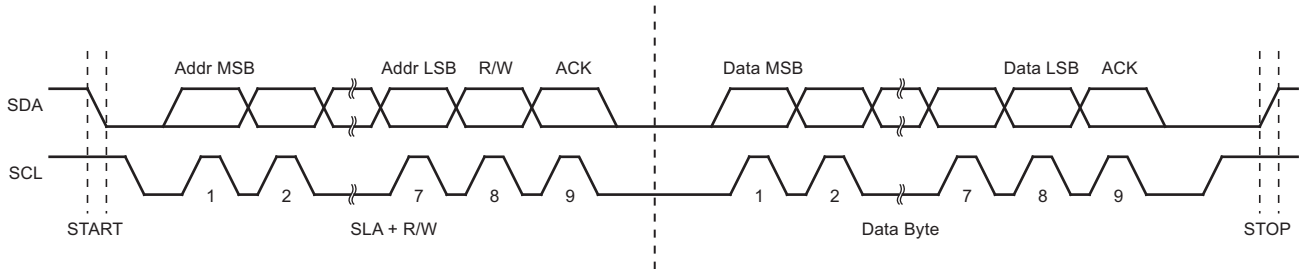 Addr MSB Addr LSB R/W ACK Data MSB Data LSB ACK
SDA
SCL
1 2 7 8 9 1 2 7 8 9
START SLA + R/W Data Byte STOP